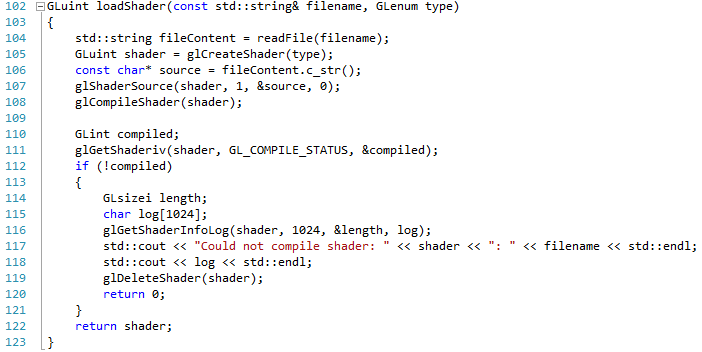 102 GLuint loadShader(const std::string& filename, GLenum type)
103 {
104     std::string fileContent = readFile(filename);
105     GLuint shader = glCreateShader(type);
106     const char* source = fileContent.c_str();
107     glShaderSource(shader, 1, &source, 0);
108     glCompileShader(shader);
109
110     GLint compiled;
111     glGetShaderiv(shader, GL_COMPILE_STATUS, &compiled);
112     if (!compiled)
113     {
114         GLsizei length;
115         char log[1024];
116         glGetShaderInfoLog(shader, 1024, &length, log);
117         std::cout << "Could not compile shader: " << shader << ": " << filename << std::endl;
118         std::cout << log << std::endl;
119         glDeleteShader(shader);
120         return 0;
121     }
122     return shader;
123 }